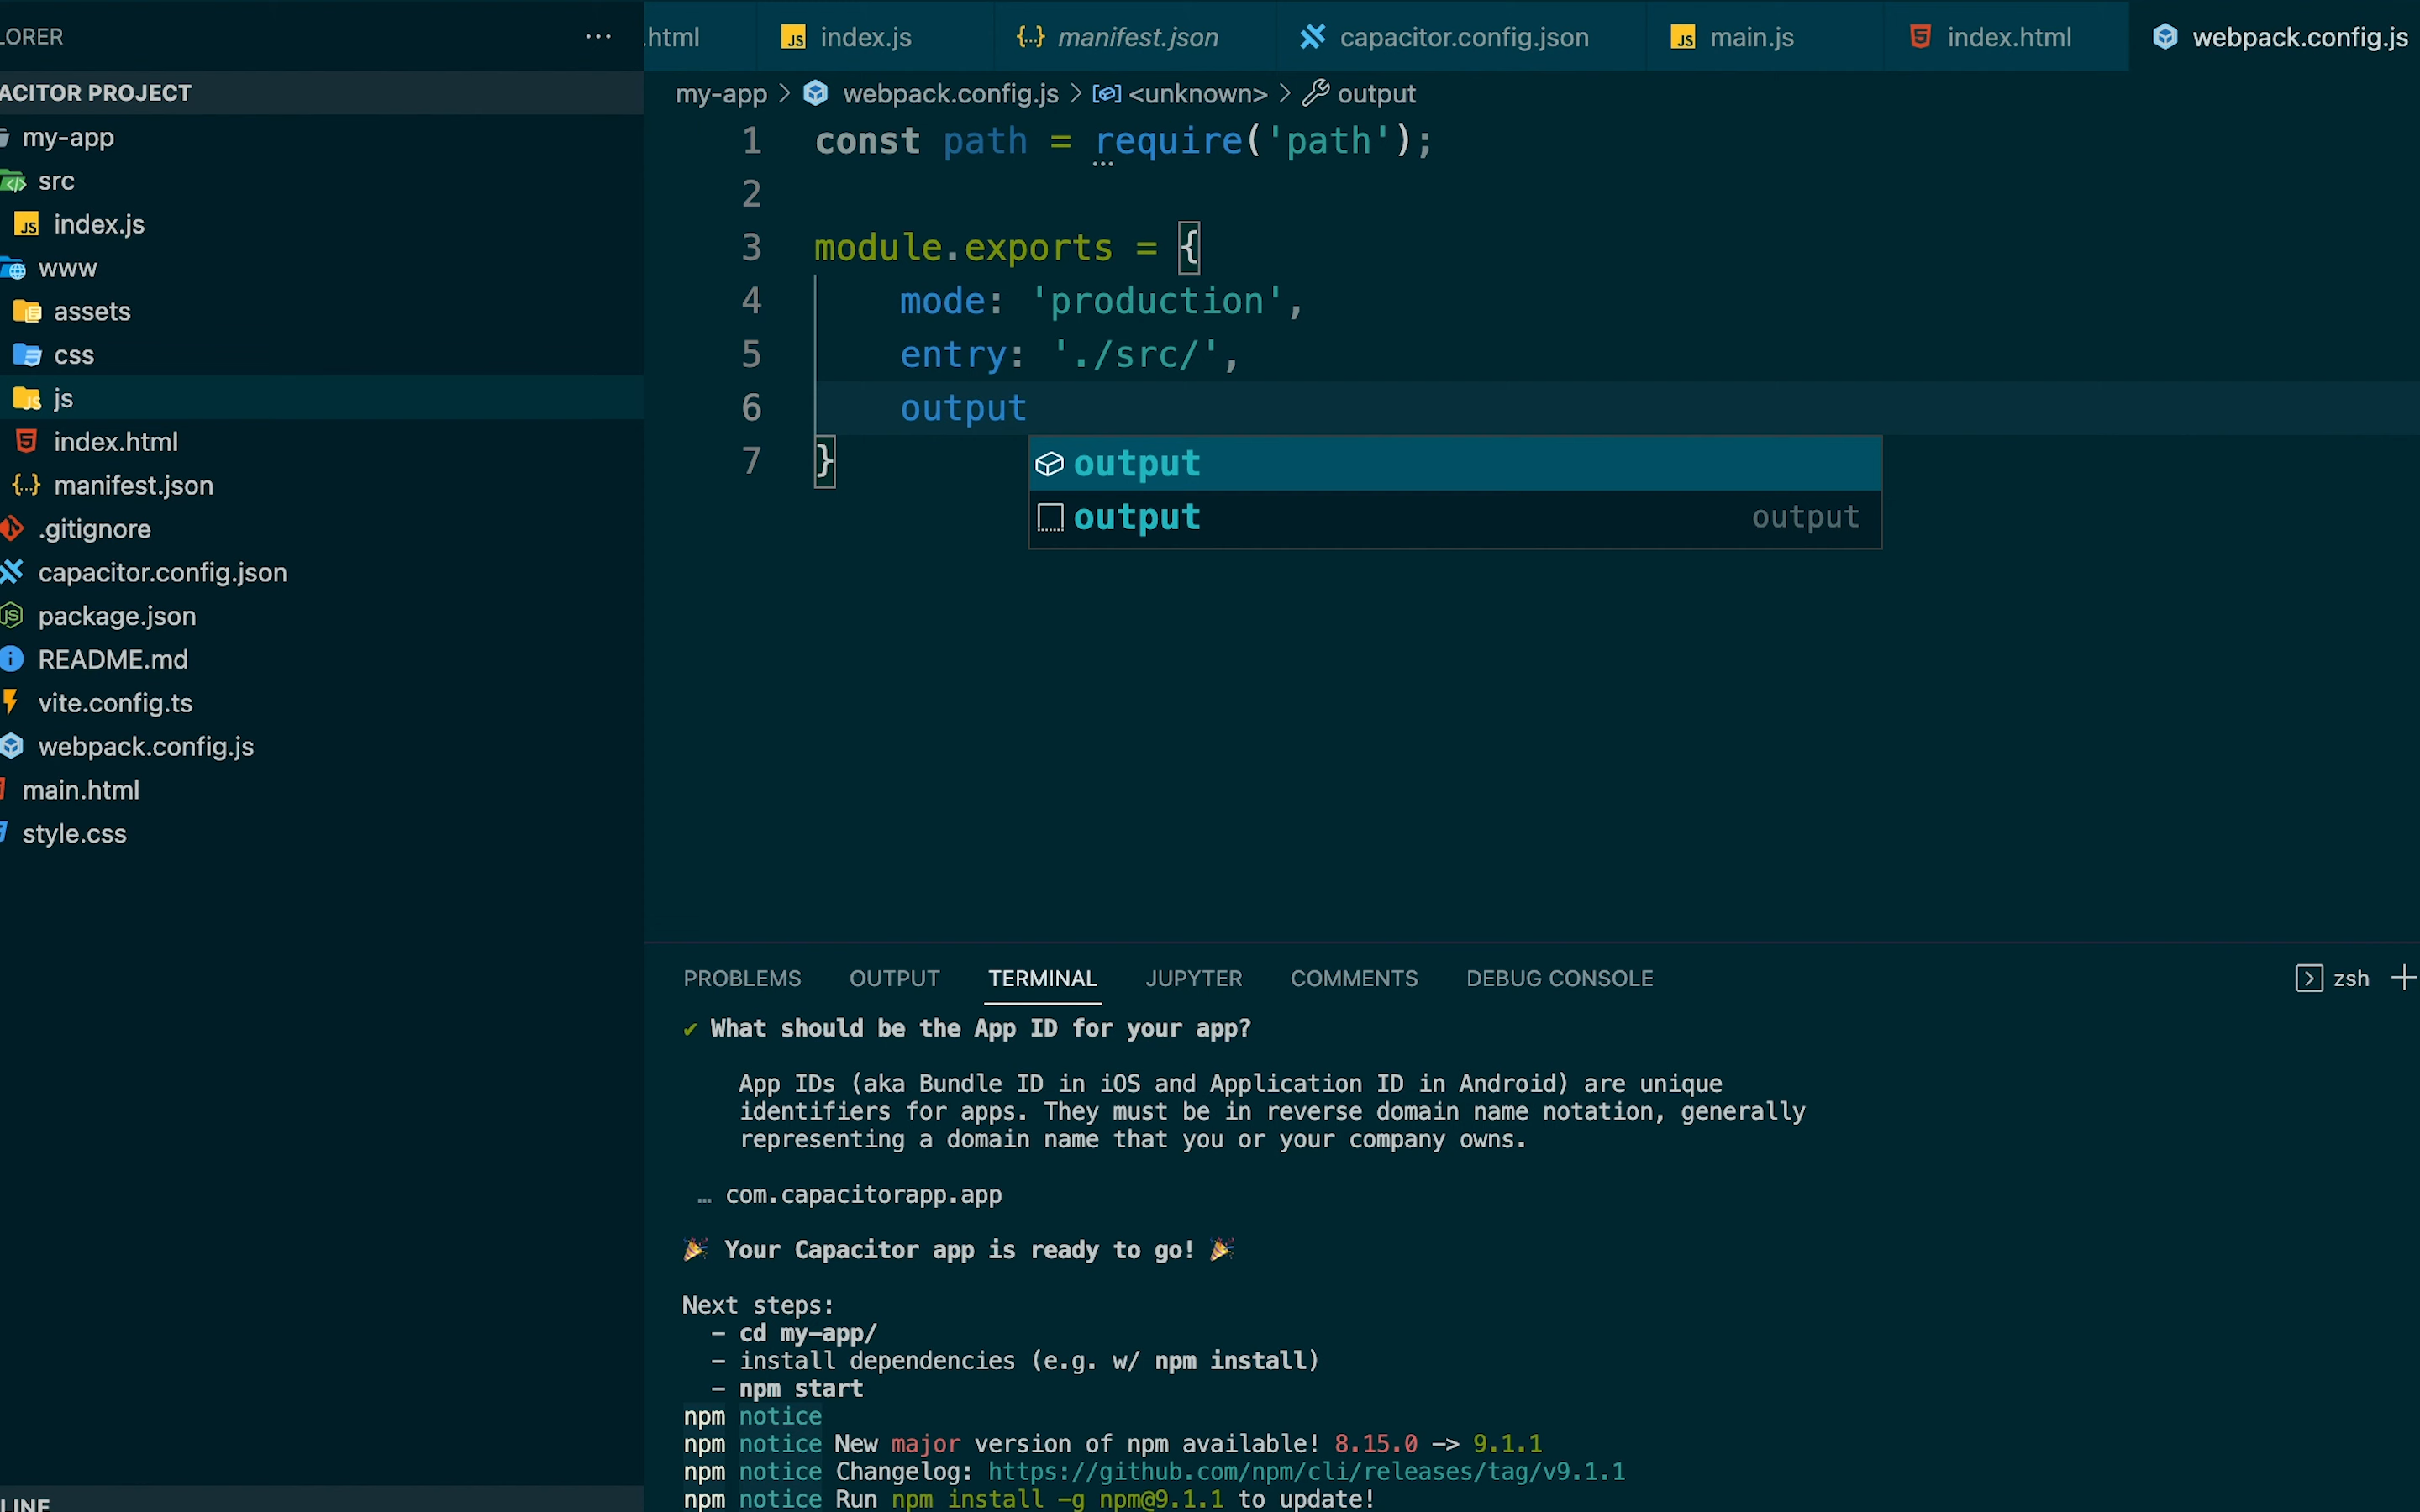 LORER
ACITOR PROJECT
my-app
src
index.js
www
assets
css
js
index.html
manifest.json
.gitignore
capacitor.config.json
package.json
README.md
vite.config.ts
webpack.config.js
main.html
style.css
LINE
.html
index.js
manifest.json
capacitor.config.json
main.js
index.html
webpack.config.js
my-app > webpack.config.js > <unknown> > output
1 const path = require('path');
2
3 module.exports = {
4 mode: 'production',
5 entry: './src/',
6 output
7 }
output
output output
PROBLEMS OUTPUT TERMINAL JUPYTER COMMENTS DEBUG CONSOLE zsh
✔ What should be the App ID for your app?
App IDs (aka Bundle ID in iOS and Application ID in Android) are unique
identifiers for apps. They must be in reverse domain name notation, generally
representing a domain name that you or your company owns.
… com.capacitorapp.app
🎉 Your Capacitor app is ready to go! 🎉
Next steps:
– cd my-app/
– install dependencies (e.g. w/ npm install)
– npm start
npm notice
npm notice New major version of npm available! 8.15.0 -> 9.1.1
npm notice Changelog: https://github.com/npm/cli/releases/tag/v9.1.1
npm notice Run npm install -g npm@9.1.1 to update!